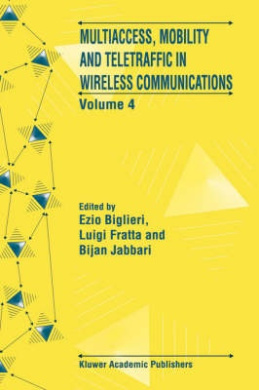 MULTIACCESS, MOBILITY
AND TELETRAFFIC IN
WIRELESS COMMUNICATIONS
Volume 4
Edited by
Ezio Biglieri,
Luigi Fratta and
Bijan Jabbari
Kluwer Academic Publishers